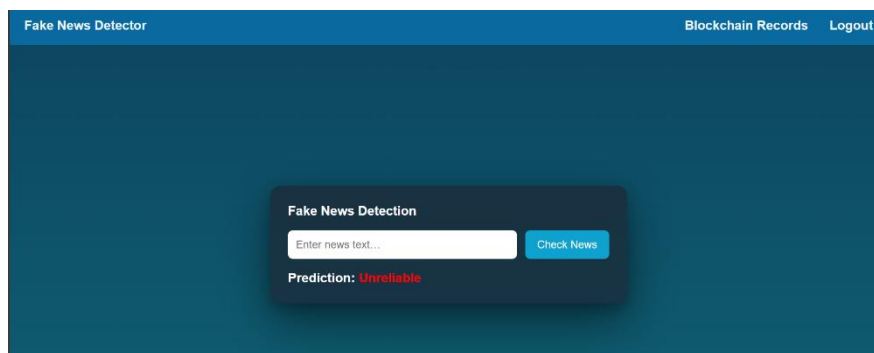 Fake News Detector Blockchain Records Logout
Fake News Detection
Enter news text... Check News
Prediction: Unreliable